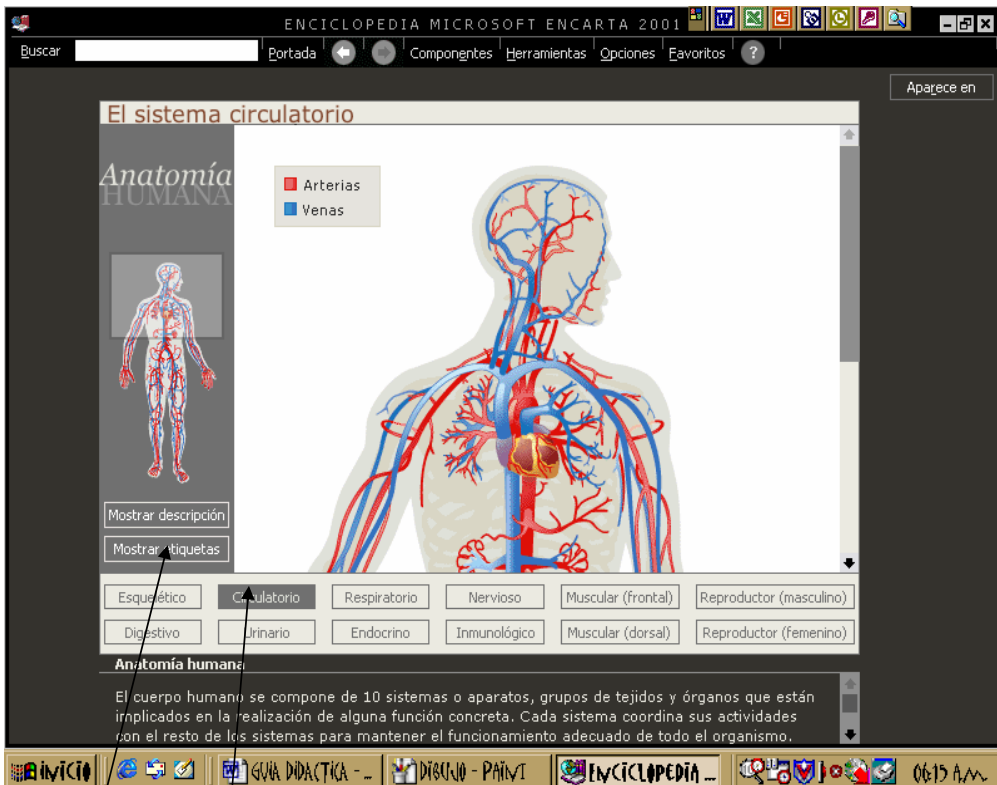 ENCICLOPEDIA MICROSOFT ENCARTA 2001
Buscar Portada Componentes Herramientas Opciones Favoritos ?
Aparece en
El sistema circulatorio
Anatomía
HUMANA
Arterias
Venas
Mostrar descripción
Mostrar etiquetas
Esquelético Circulatorio Respiratorio Nervioso Muscular (frontal) Reproductor (masculino)
Digestivo Urinario Endocrino Inmunológico Muscular (dorsal) Reproductor (femenino)
Anatomía humana
El cuerpo humano se compone de 10 sistemas o aparatos, grupos de tejidos y órganos que están
implicados en la realización de alguna función concreta. Cada sistema coordina sus actividades
con el resto de los sistemas para mantener el funcionamiento adecuado de todo el organismo.
Inicio GUIA DIDACTICA - ... Dibujo - Paint ENCICLOPEDIA ... 06:15 A.M.